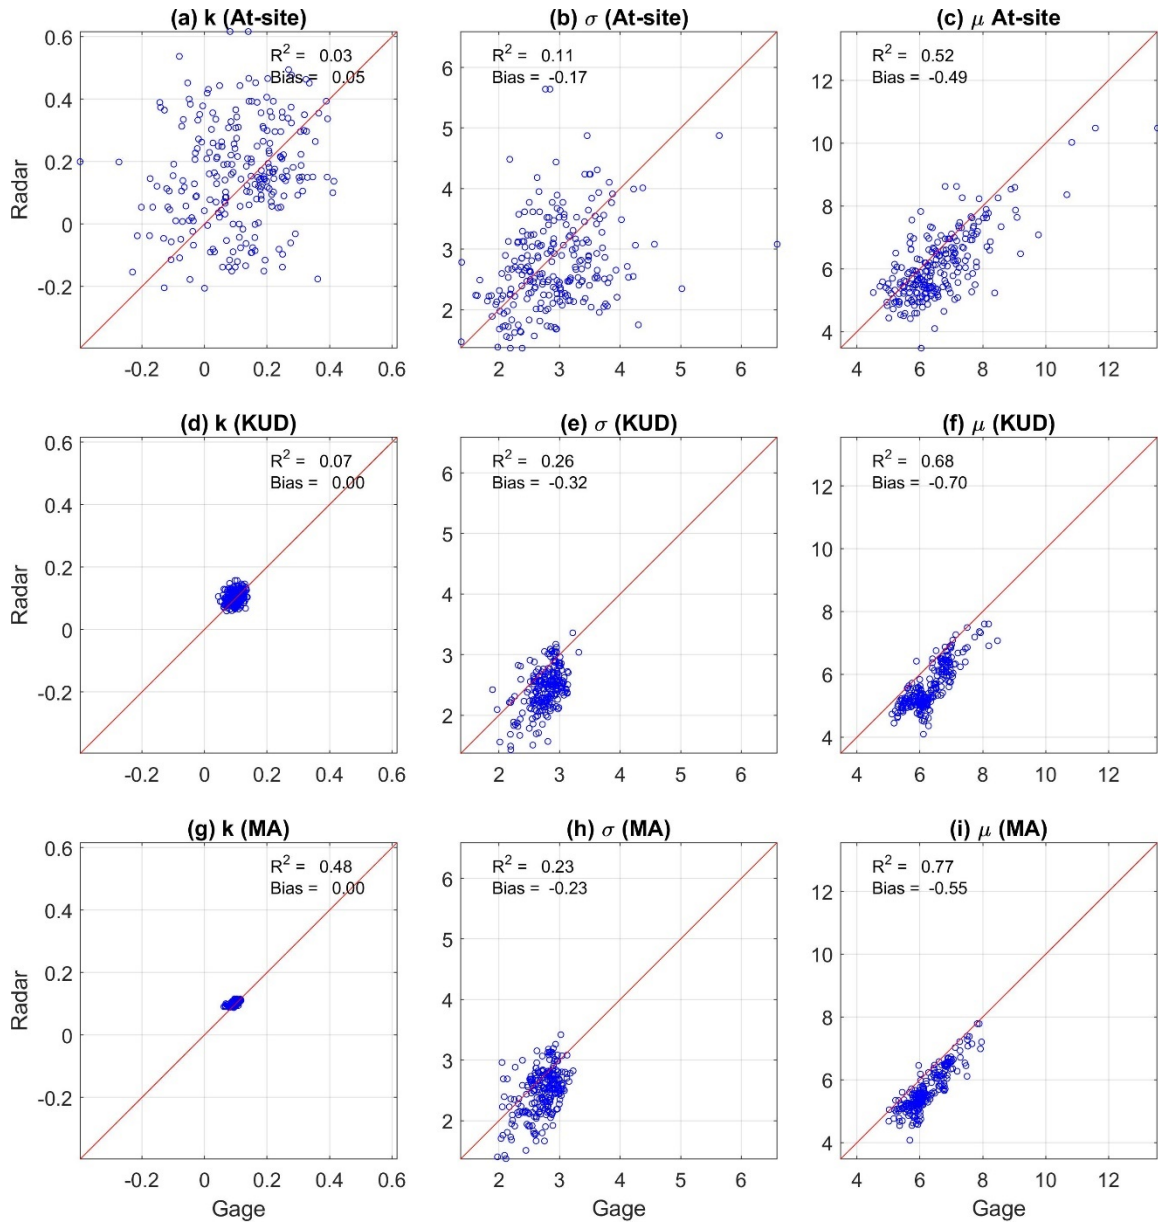 (a) k (At-site)
R² = 0.03
Bias = 0.05
0.6
0.4
0.2
0
-0.2
Radar
-0.2 0 0.2 0.4 0.6
(b) σ (At-site)
R² = 0.11
Bias = -0.17
6
5
4
3
2
2 3 4 5 6
(c) μ At-site
R² = 0.52
Bias = -0.49
12
10
8
6
4
4 6 8 10 12
(d) k (KUD)
R² = 0.07
Bias = 0.00
0.6
0.4
0.2
0
-0.2
Radar
-0.2 0 0.2 0.4 0.6
(e) σ (KUD)
R² = 0.26
Bias = -0.32
6
5
4
3
2
2 3 4 5 6
(f) μ (KUD)
R² = 0.68
Bias = -0.70
12
10
8
6
4
4 6 8 10 12
(g) k (MA)
R² = 0.48
Bias = 0.00
0.6
0.4
0.2
0
-0.2
Radar
-0.2 0 0.2 0.4 0.6
Gage
(h) σ (MA)
R² = 0.23
Bias = -0.23
6
5
4
3
2
2 3 4 5 6
Gage
(i) μ (MA)
R² = 0.77
Bias = -0.55
12
10
8
6
4
4 6 8 10 12
Gage